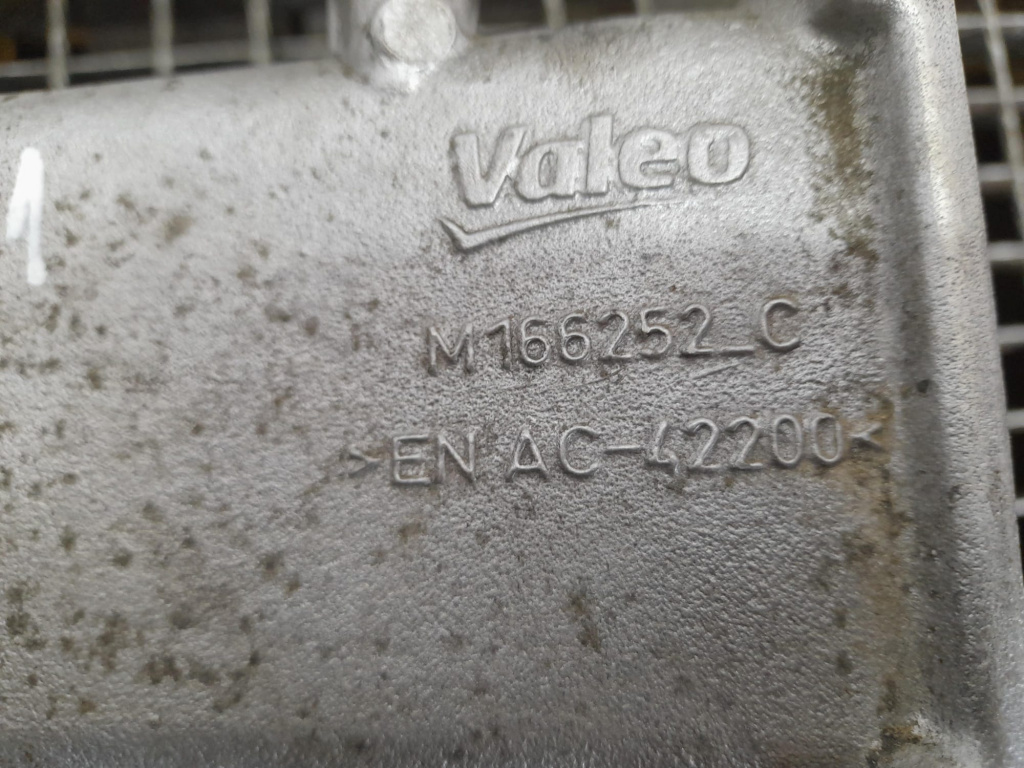 1
Valeo
M166252_C
>EN AC-42200<